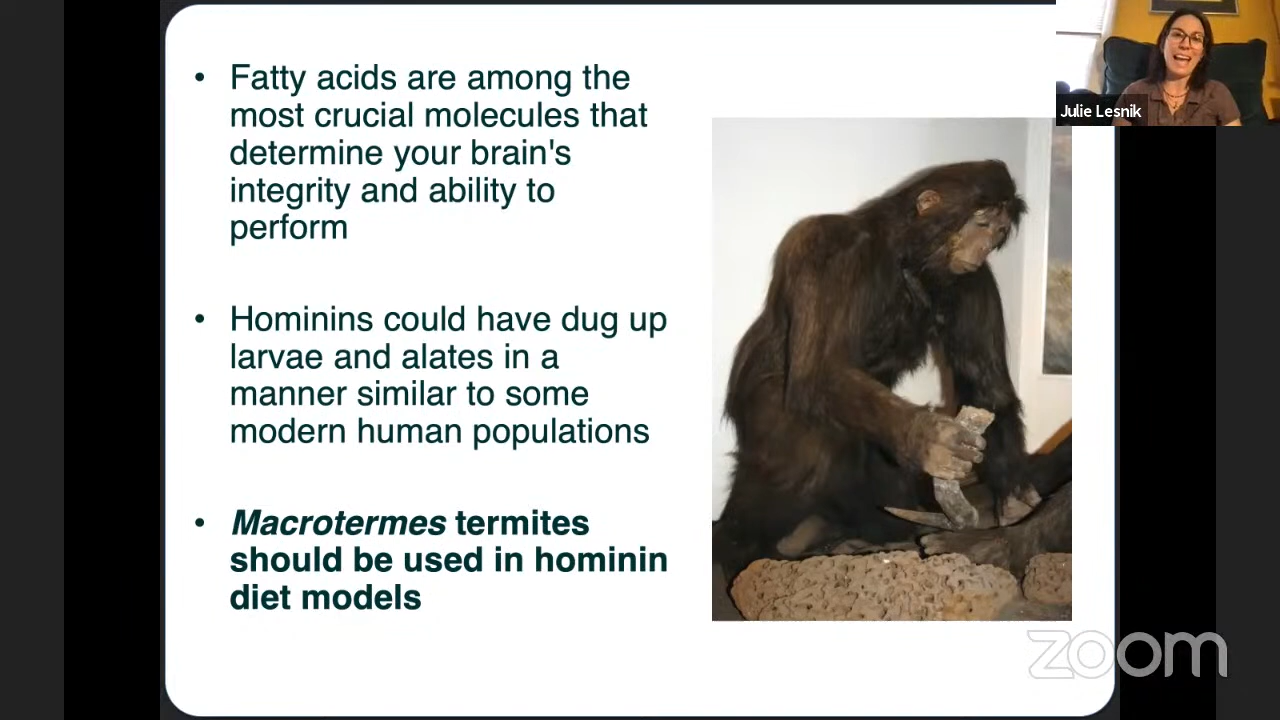 • Fatty acids are among the
most crucial molecules that
determine your brain's
integrity and ability to
perform
• Hominins could have dug up
larvae and alates in a
manner similar to some
modern human populations
• Macrotermes termites
should be used in hominin
diet models
Julie Lesnik
zoom